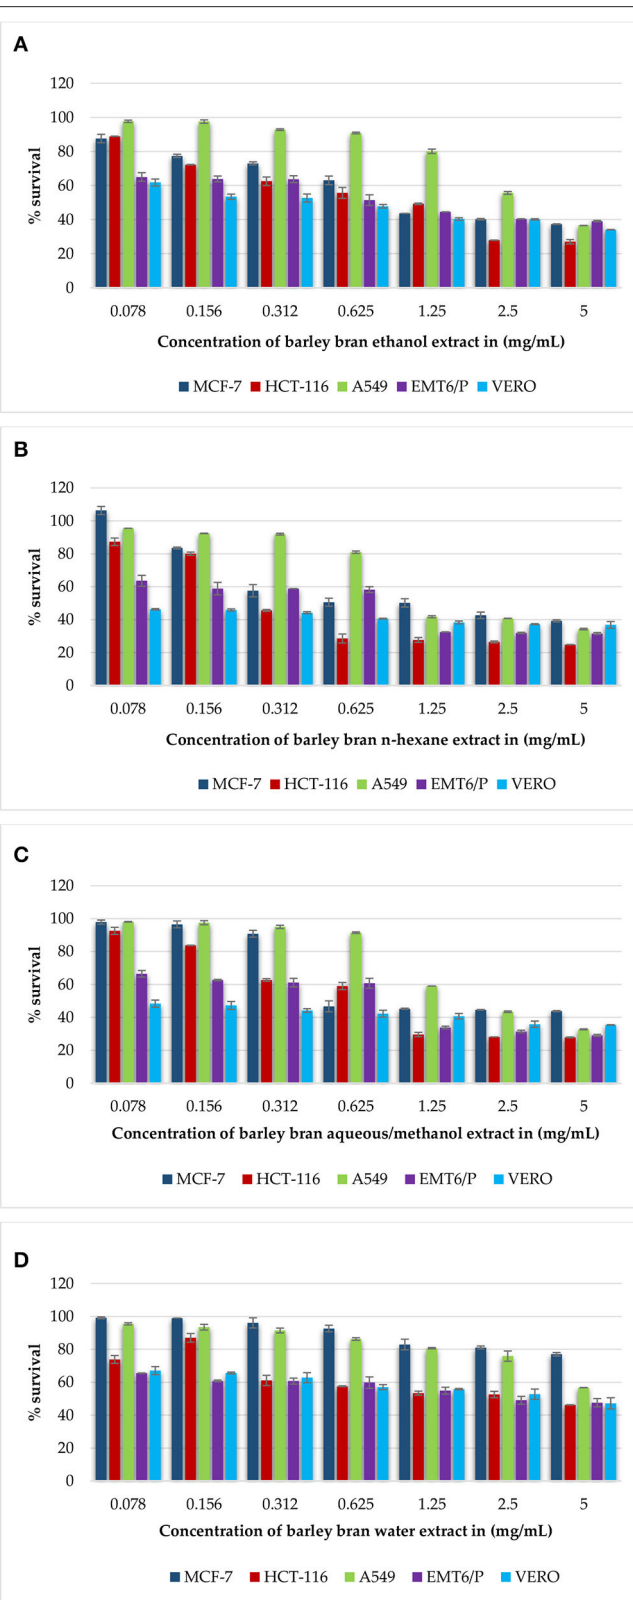 A
120
100
80
60
40
20
0
% survival
0.078 0.156 0.312 0.625 1.25 2.5 5
Concentration of barley bran ethanol extract in (mg/mL)
MCF-7 HCT-116 A549 EMT6/P VERO
B
120
100
80
60
40
20
0
% survival
0.078 0.156 0.312 0.625 1.25 2.5 5
Concentration of barley bran n-hexane extract in (mg/mL)
MCF-7 HCT-116 A549 EMT6/P VERO
C
120
100
80
60
40
20
0
% survival
0.078 0.156 0.312 0.625 1.25 2.5 5
Concentration of barley bran aqueous/methanol extract in (mg/mL)
MCF-7 HCT-116 A549 EMT6/P VERO
D
120
100
80
60
40
20
0
% survival
0.078 0.156 0.312 0.625 1.25 2.5 5
Concentration of barley bran water extract in (mg/mL)
MCF-7 HCT-116 A549 EMT6/P VERO